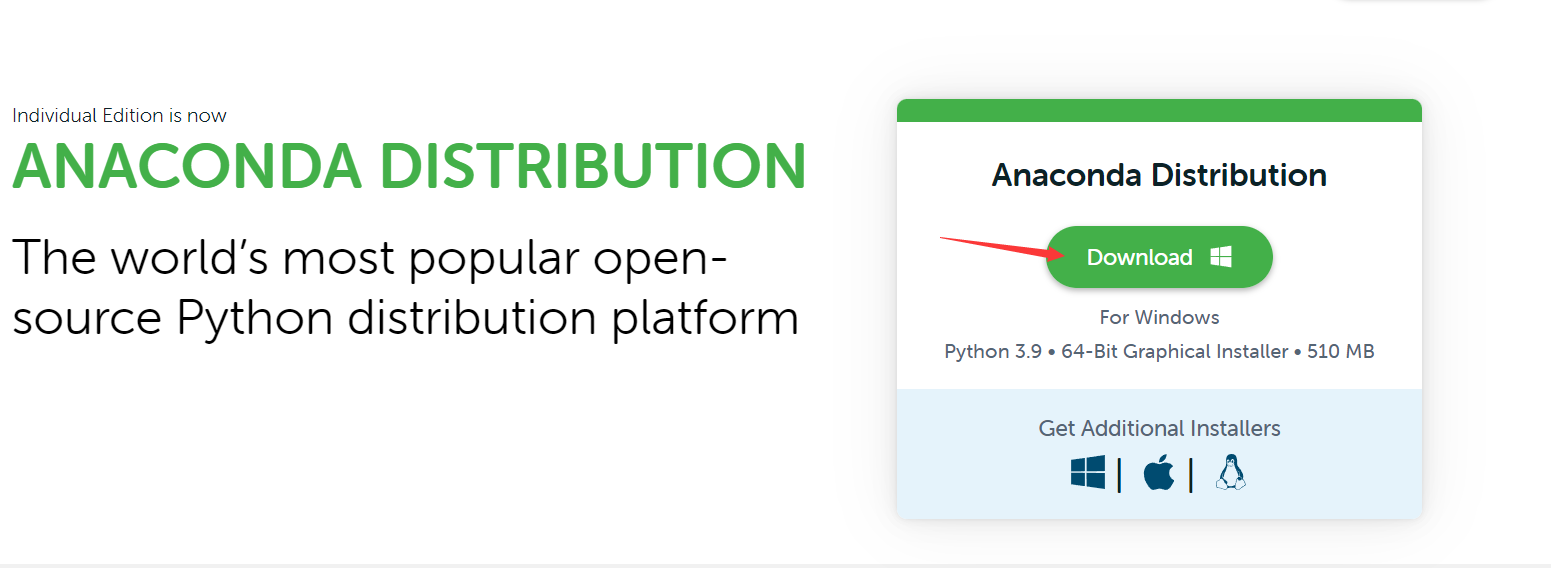 Individual Edition is now
ANACONDA DISTRIBUTION
The world’s most popular open-
source Python distribution platform
Anaconda Distribution
Download
For Windows
Python 3.9 • 64-Bit Graphical Installer • 510 MB
Get Additional Installers